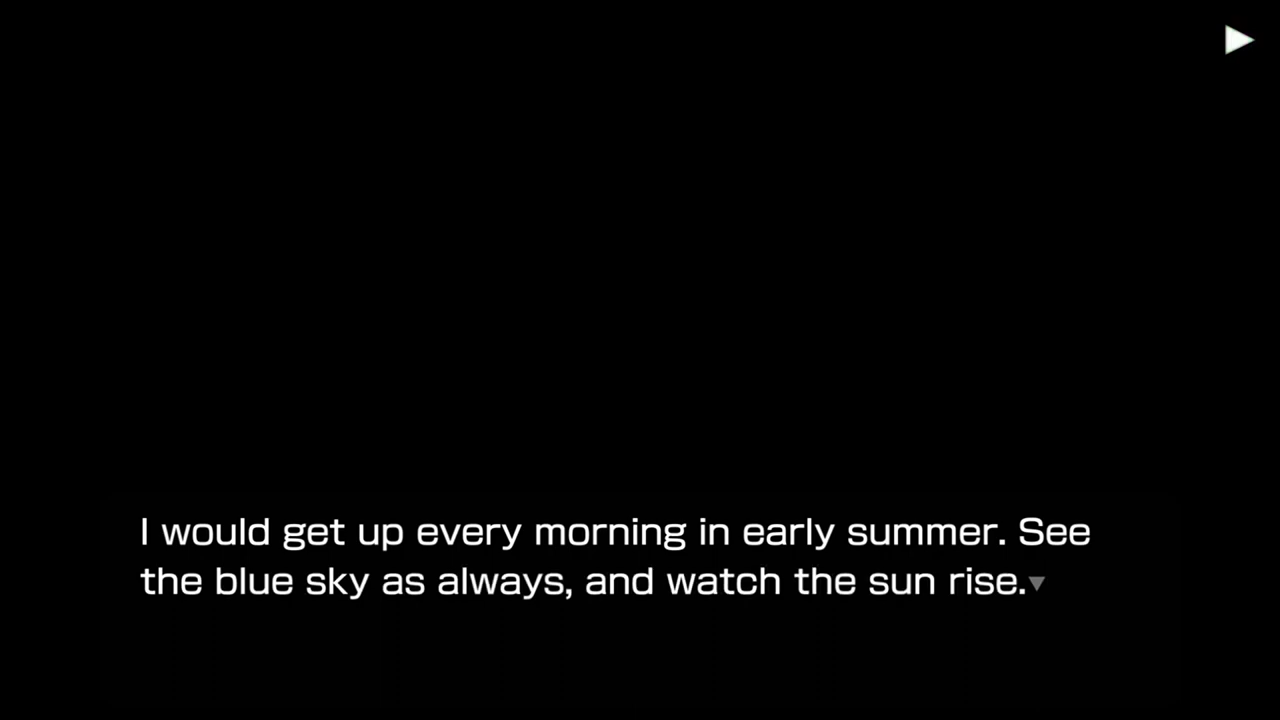 I would get up every morning in early summer. See
the blue sky as always, and watch the sun rise.